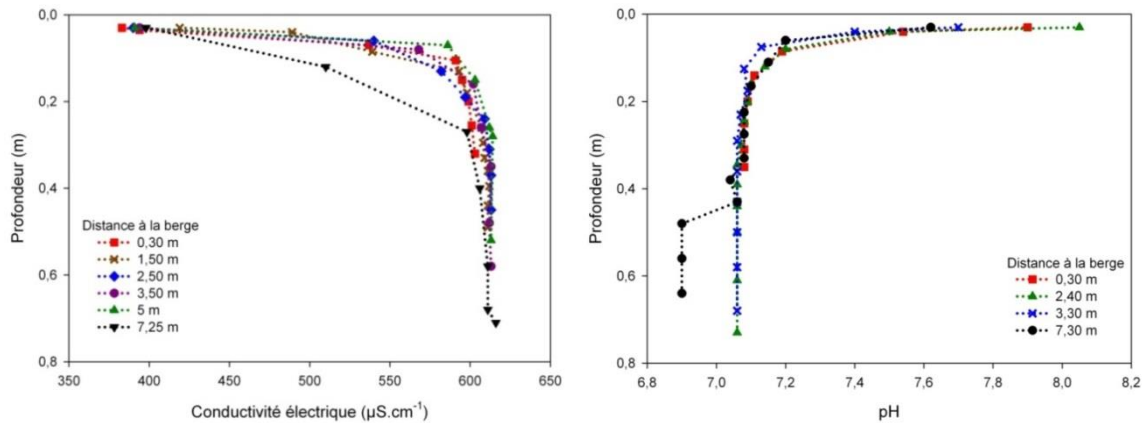 0,0
0,2
0,4
0,6
0,8
Profondeur (m)
Distance à la berge
0,30 m
1,50 m
2,50 m
3,50 m
5 m
7,25 m
350 400 450 500 550 600 650
Conductivité électrique (µS.cm⁻¹)
0,0
0,2
0,4
0,6
0,8
Profondeur (m)
Distance à la berge
0,30 m
2,40 m
3,30 m
7,30 m
6,8 7,0 7,2 7,4 7,6 7,8 8,0 8,2
pH